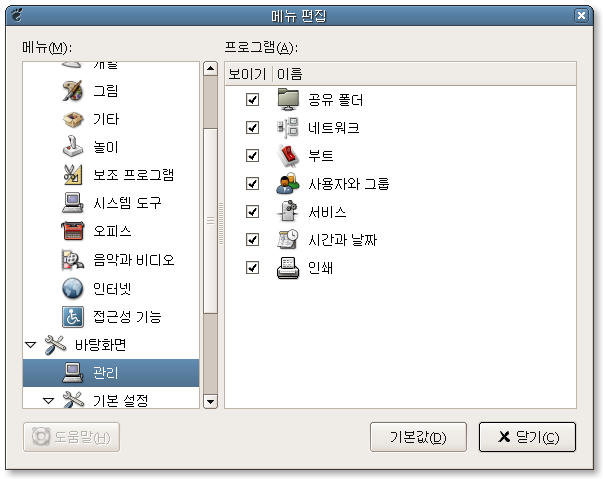 메뉴 편집
메뉴(M):
개발
그림
기타
놀이
보조 프로그램
시스템 도구
오피스
음악과 비디오
인터넷
접근성 기능
바탕화면
관리
기본 설정
프로그램(A):
보이기 이름
공유 폴더
네트워크
부트
사용자와 그룹
서비스
시간과 날짜
인쇄
도움말(H)
기본값(D)
닫기(C)